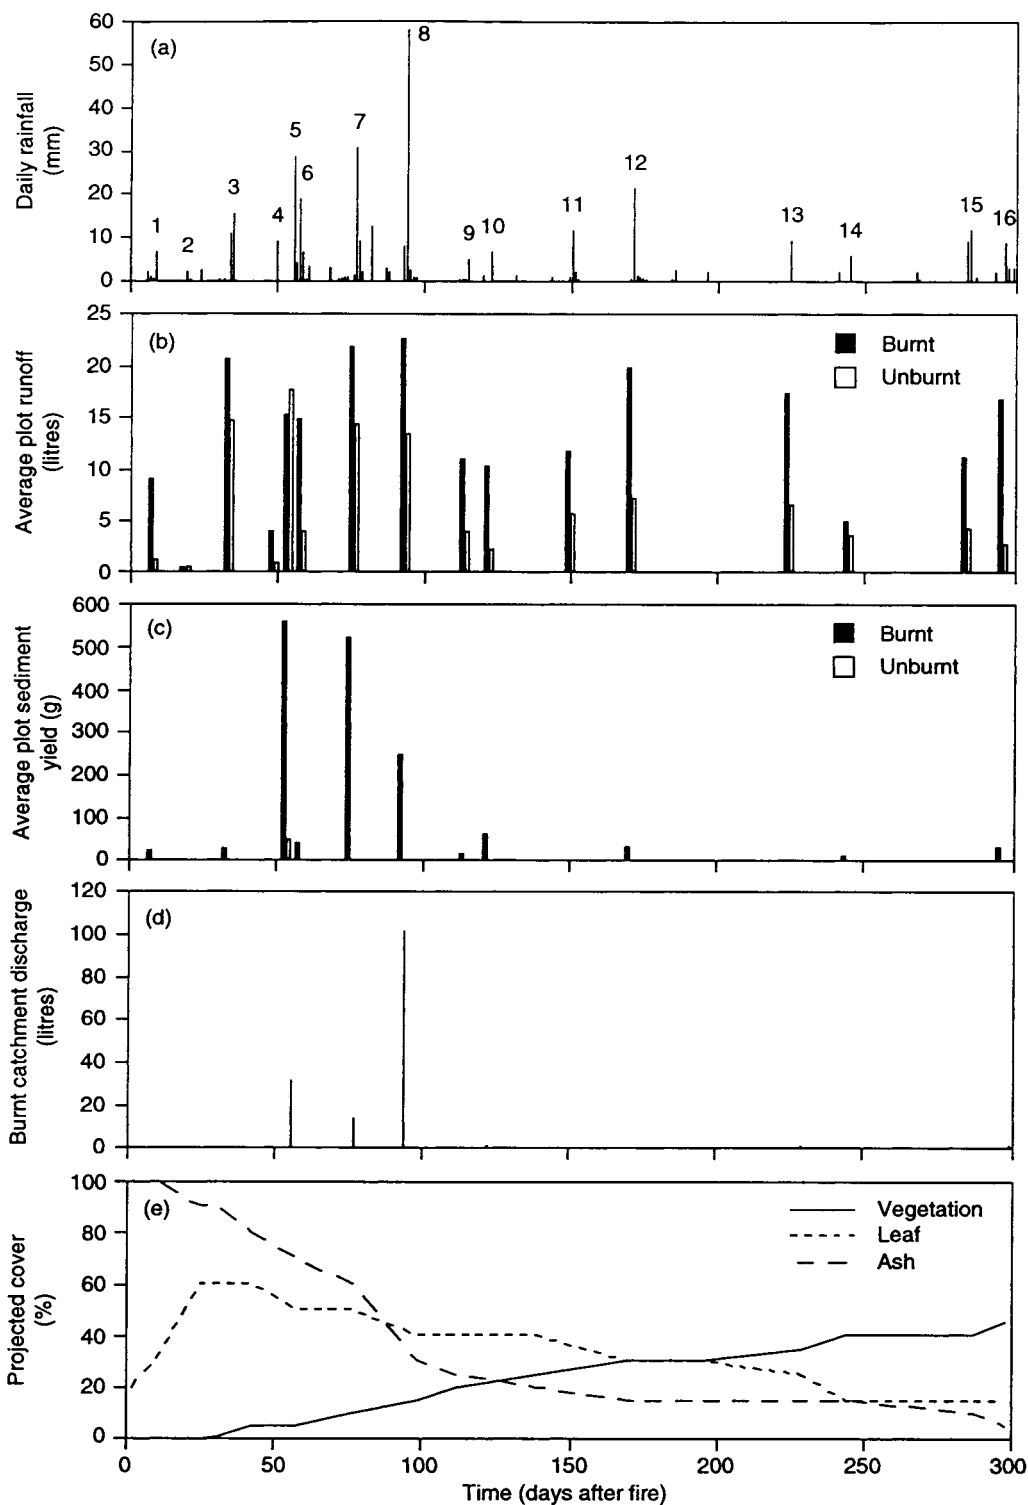 60
50
40
30
20
10
0
Daily rainfall
(mm)
(a)
1
2
3
4
5
6
7
8
9
10
11
12
13
14
15
16
25
20
15
10
5
0
Average plot runoff
(litres)
(b)
Burnt
Unburnt
600
500
400
300
200
100
0
Average plot sediment
yield (g)
(c)
Burnt
Unburnt
120
100
80
60
40
20
0
Burnt catchment discharge
(litres)
(d)
100
80
60
40
20
0
Projected cover
(%)
(e)
Vegetation
Leaf
Ash
0 50 100 150 200 250 300
Time (days after fire)